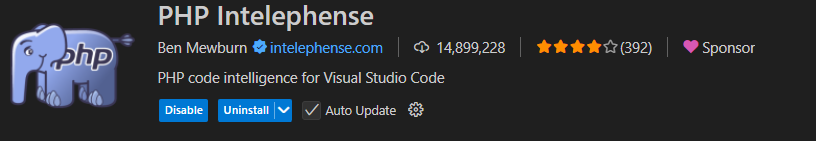 PHP Intelephense
php
Ben Mewburn intelephense.com 14,899,228 (392) Sponsor
PHP code intelligence for Visual Studio Code
Disable Uninstall Auto Update